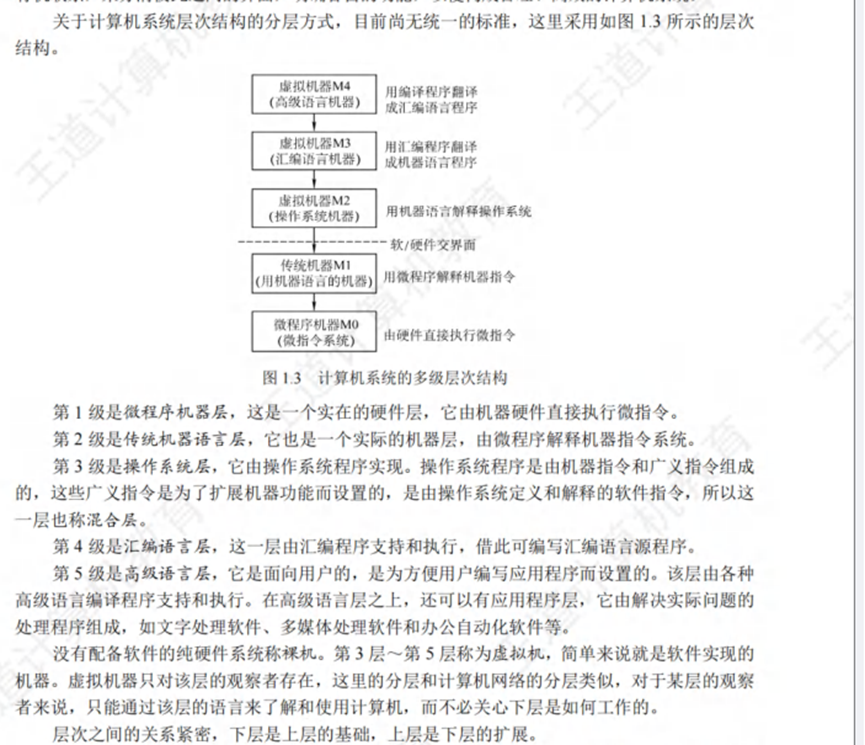 关于计算机系统层次结构的分层方式，目前尚无统一的标准，这里采用如图 1.3 所示的层次
结构。
虚拟机器M4
(高级语言机器)
用编译程序翻译
成汇编语言程序
虚拟机器M3
(汇编语言机器)
用汇编程序翻译
成机器语言程序
虚拟机器M2
(操作系统机器)
用机器语言解释操作系统
软/硬件交界面
传统机器M1
(用机器语言的机器)
用微程序解释机器指令
微程序机器M0
(微指令系统)
由硬件直接执行微指令
图 1.3 计算机系统的多级层次结构
第 1 级是微程序机器层，这是一个实在的硬件层，它由机器硬件直接执行微指令。
第 2 级是传统机器语言层，它也是一个实际的机器层，由微程序解释机器指令系统。
第 3 级是操作系统层，它由操作系统程序实现。操作系统程序是由机器指令和广义指令组成
的，这些广义指令是为了扩展机器功能而设置的，是由操作系统定义和解释的软件指令，所以这
一层也称混合层。
第 4 级是汇编语言层，这一层由汇编程序支持和执行，借此可编写汇编语言源程序。
第 5 级是高级语言层，它是面向用户的，是为方便用户编写应用程序而设置的。该层由各种
高级语言编译程序支持和执行。在高级语言层之上，还可以有应用程序层，它由解决实际问题的
处理程序组成，如文字处理软件、多媒体处理软件和办公自动化软件等。
没有配备软件的纯硬件系统称裸机。第 3 层～第 5 层称为虚拟机，简单来说就是软件实现的
机器。虚拟机器只对该层的观察者存在，这里的分层和计算机网络的分层类似，对于某层的观察
者来说，只能通过该层的语言来了解和使用计算机，而不必关心下层是如何工作的。
层次之间的关系紧密，下层是上层的基础，上层是下层的扩展。
王道计算机教育